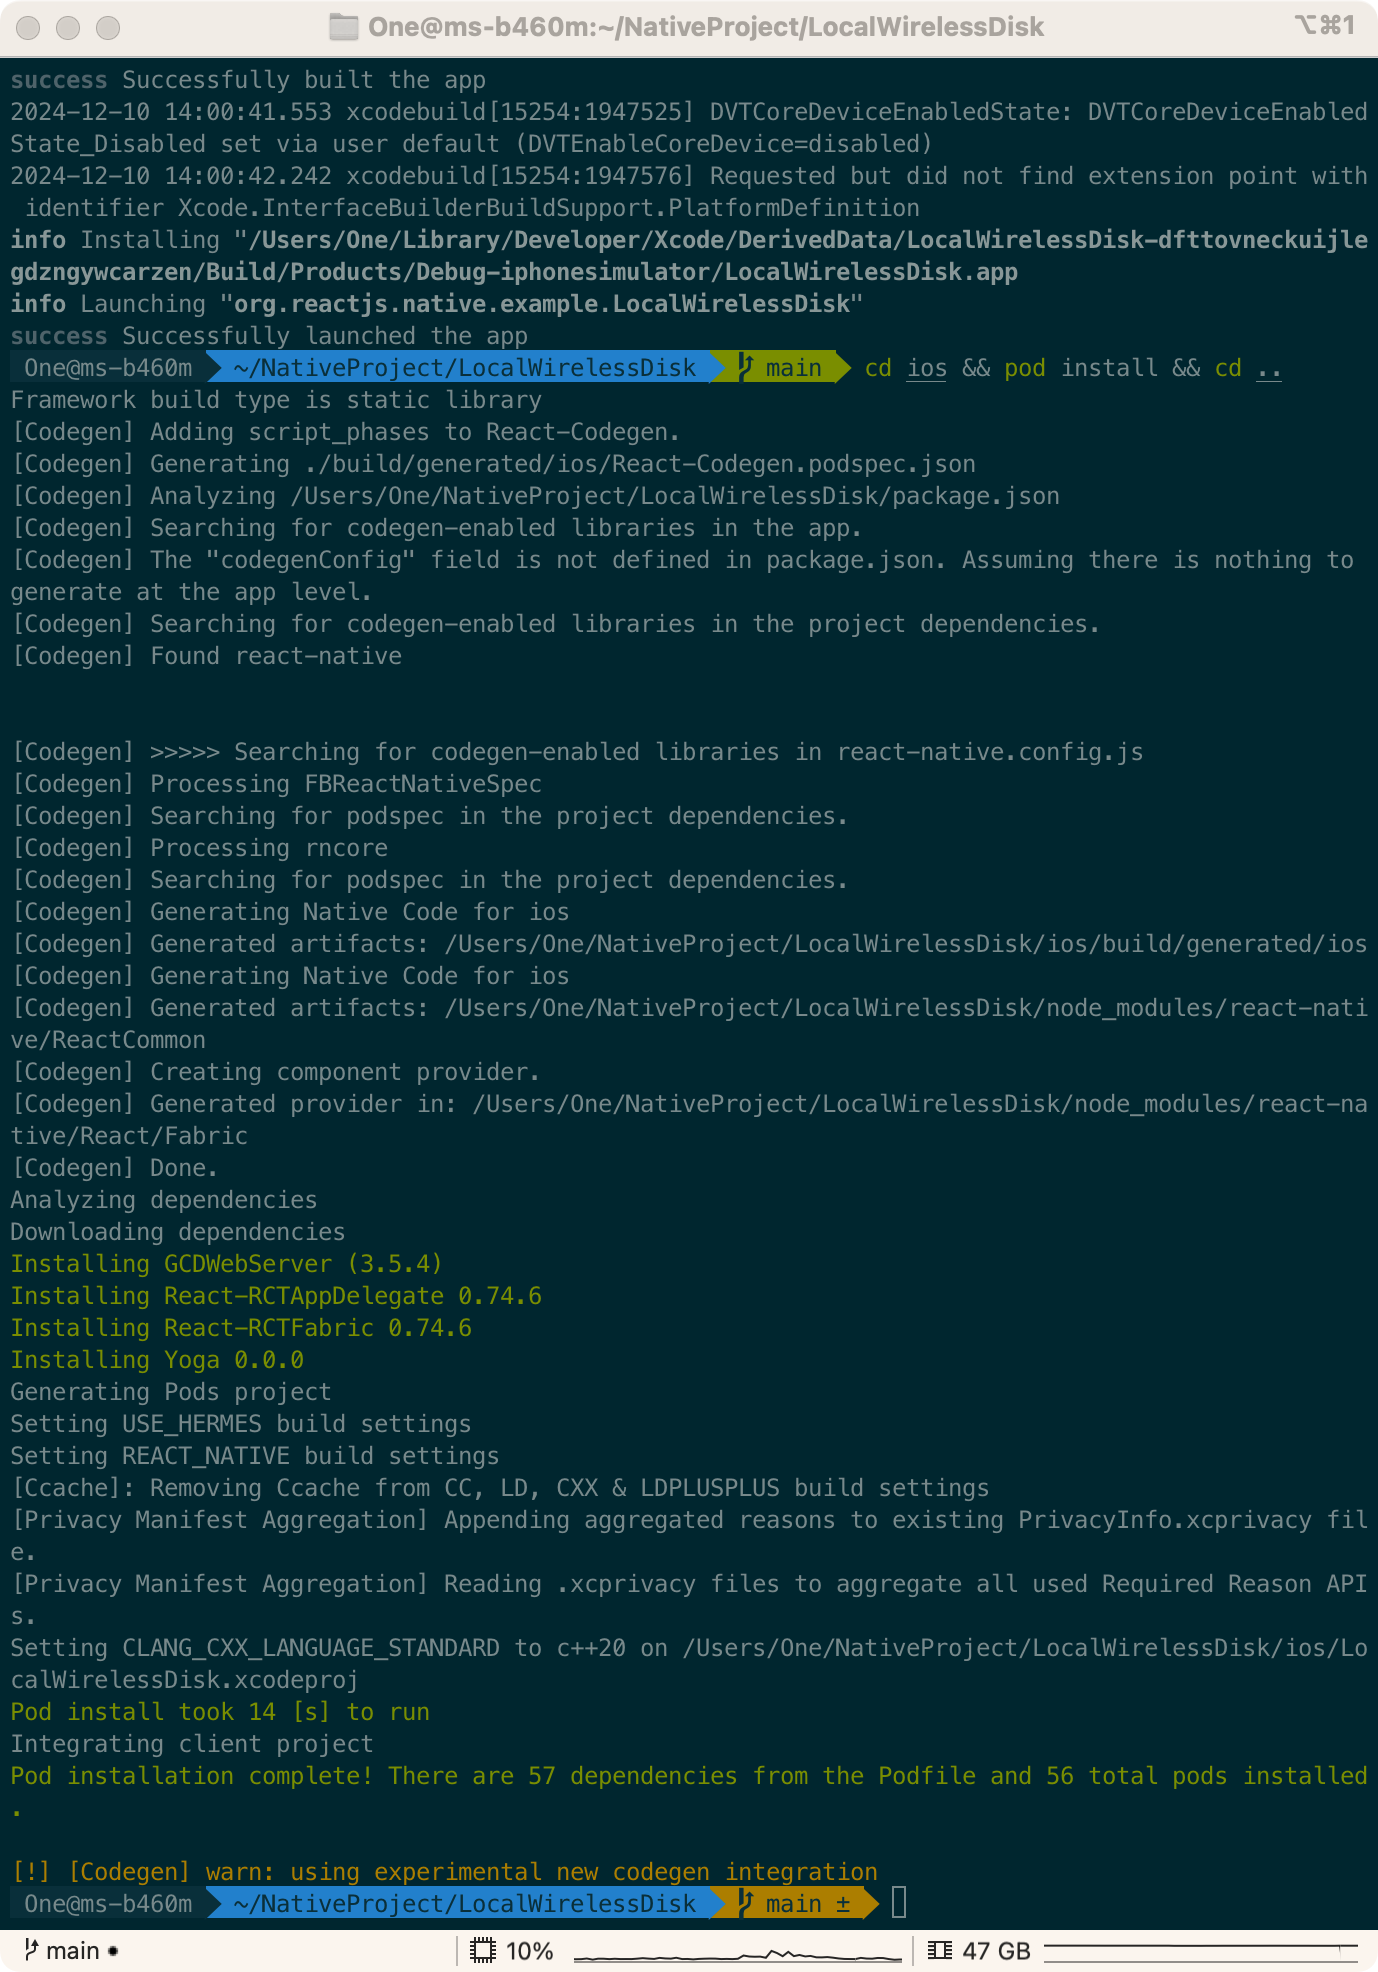 One@ms-b460m:~/NativeProject/LocalWirelessDisk ⌥⌘1
success Successfully built the app
2024-12-10 14:00:41.553 xcodebuild[15254:1947525] DVTCoreDeviceEnabledState: DVTCoreDeviceEnabled
State_Disabled set via user default (DVTEnableCoreDevice=disabled)
2024-12-10 14:00:42.242 xcodebuild[15254:1947576] Requested but did not find extension point with
 identifier Xcode.InterfaceBuilderBuildSupport.PlatformDefinition
info Installing "/Users/One/Library/Developer/Xcode/DerivedData/LocalWirelessDisk-dfttovneckuijle
gdzngywcarzen/Build/Products/Debug-iphonesimulator/LocalWirelessDisk.app
info Launching "org.reactjs.native.example.LocalWirelessDisk"
success Successfully launched the app
One@ms-b460m ~/NativeProject/LocalWirelessDisk main cd ios && pod install && cd ..
Framework build type is static library
[Codegen] Adding script_phases to React-Codegen.
[Codegen] Generating ./build/generated/ios/React-Codegen.podspec.json
[Codegen] Analyzing /Users/One/NativeProject/LocalWirelessDisk/package.json
[Codegen] Searching for codegen-enabled libraries in the app.
[Codegen] The "codegenConfig" field is not defined in package.json. Assuming there is nothing to
generate at the app level.
[Codegen] Searching for codegen-enabled libraries in the project dependencies.
[Codegen] Found react-native
[Codegen] >>>>> Searching for codegen-enabled libraries in react-native.config.js
[Codegen] Processing FBReactNativeSpec
[Codegen] Searching for podspec in the project dependencies.
[Codegen] Processing rncore
[Codegen] Searching for podspec in the project dependencies.
[Codegen] Generating Native Code for ios
[Codegen] Generated artifacts: /Users/One/NativeProject/LocalWirelessDisk/ios/build/generated/ios
[Codegen] Generating Native Code for ios
[Codegen] Generated artifacts: /Users/One/NativeProject/LocalWirelessDisk/node_modules/react-nati
ve/ReactCommon
[Codegen] Creating component provider.
[Codegen] Generated provider in: /Users/One/NativeProject/LocalWirelessDisk/node_modules/react-na
tive/React/Fabric
[Codegen] Done.
Analyzing dependencies
Downloading dependencies
Installing GCDWebServer (3.5.4)
Installing React-RCTAppDelegate 0.74.6
Installing React-RCTFabric 0.74.6
Installing Yoga 0.0.0
Generating Pods project
Setting USE_HERMES build settings
Setting REACT_NATIVE build settings
[Ccache]: Removing Ccache from CC, LD, CXX & LDPLUSPLUS build settings
[Privacy Manifest Aggregation] Appending aggregated reasons to existing PrivacyInfo.xcprivacy fil
e.
[Privacy Manifest Aggregation] Reading .xcprivacy files to aggregate all used Required Reason API
s.
Setting CLANG_CXX_LANGUAGE_STANDARD to c++20 on /Users/One/NativeProject/LocalWirelessDisk/ios/Lo
calWirelessDisk.xcodeproj
Pod install took 14 [s] to run
Integrating client project
Pod installation complete! There are 57 dependencies from the Podfile and 56 total pods installed
.
[!] [Codegen] warn: using experimental new codegen integration
One@ms-b460m ~/NativeProject/LocalWirelessDisk main ±
main ● 10% 47 GB